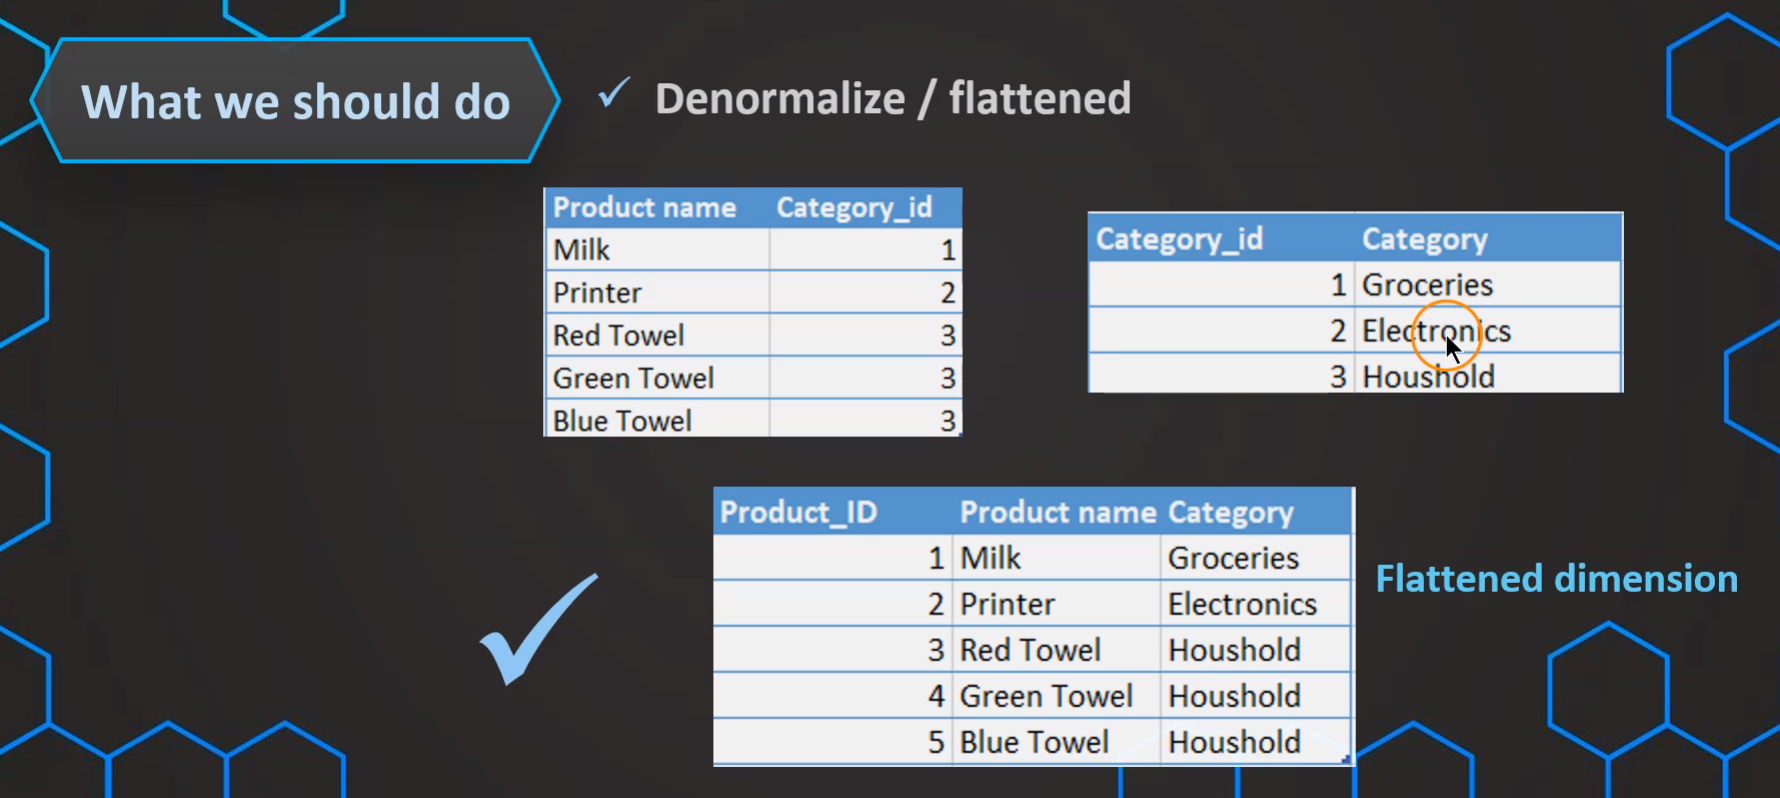 What we should do
✓ Denormalize / flattened
Product name Category_id
Milk 1
Printer 2
Red Towel 3
Green Towel 3
Blue Towel 3
Category_id Category
1 Groceries
2 Electronics
3 Houshold
Product_ID Product name Category
1 Milk Groceries
2 Printer Electronics
3 Red Towel Houshold
4 Green Towel Houshold
5 Blue Towel Houshold
Flattened dimension